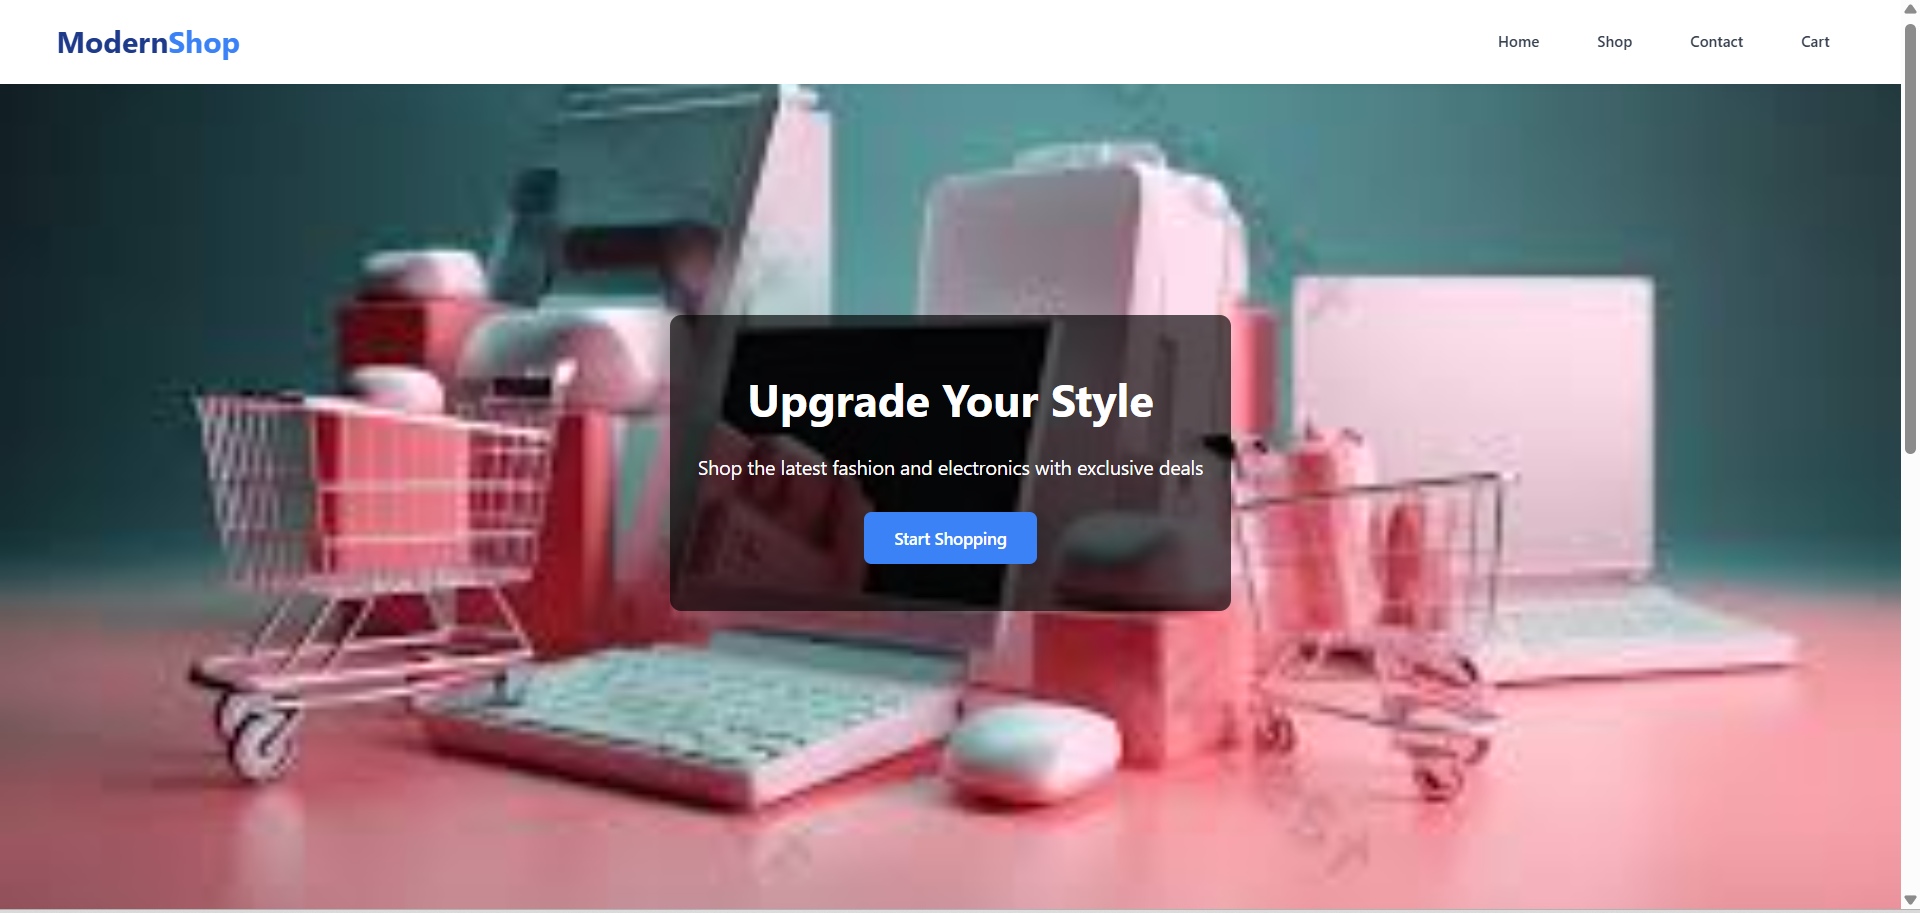 ModernShop
Home Shop Contact Cart
Upgrade Your Style
Shop the latest fashion and electronics with exclusive deals
Start Shopping